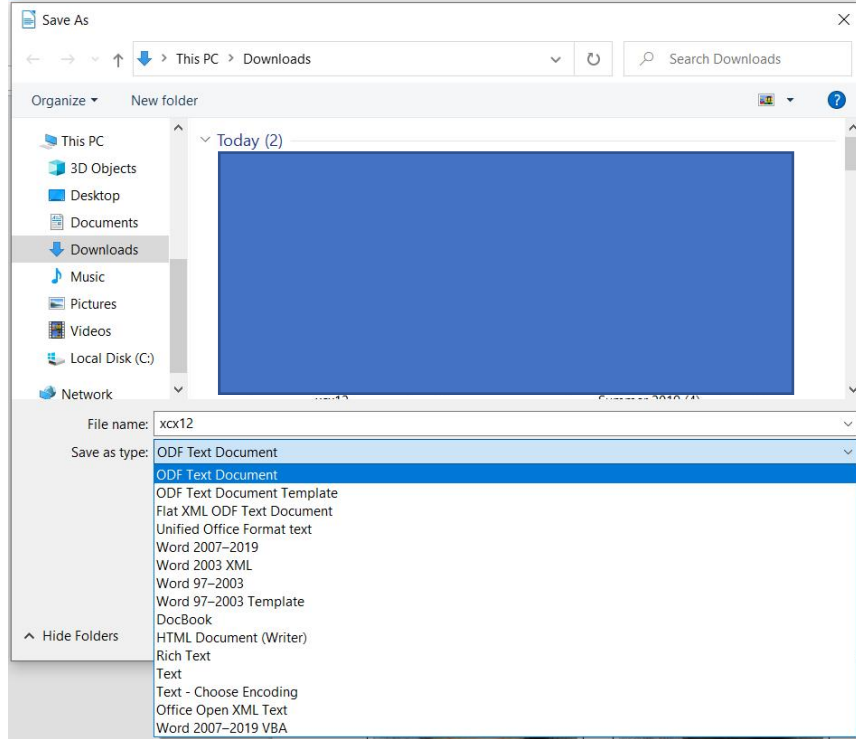 Save As
This PC > Downloads
Search Downloads
Organize
New folder
This PC
Today (2)
3D Objects
Desktop
Documents
Downloads
Music
Pictures
Videos
Local Disk (C:)
Network
xcx12
Summer 2019 (4)
File name: xcx12
Save as type: ODF Text Document
ODF Text Document
ODF Text Document Template
Flat XML ODF Text Document
Unified Office Format text
Word 2007–2019
Word 2003 XML
Word 97–2003
Word 97–2003 Template
DocBook
Hide Folders
HTML Document (Writer)
Rich Text
Text
Text - Choose Encoding
Office Open XML Text
Word 2007–2019 VBA